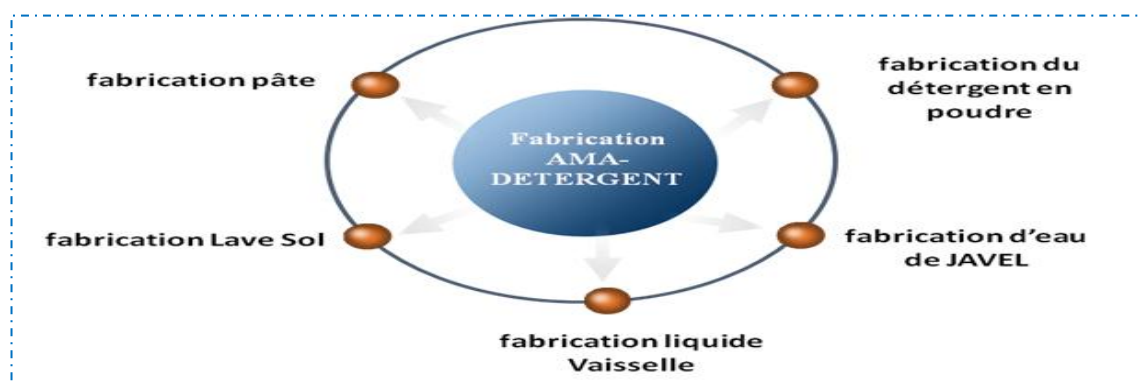 fabrication pâte
fabrication du
détergent en
poudre
Fabrication
AMA-
DETERGENT
fabrication Lave Sol
fabrication d’eau
de JAVEL
fabrication liquide
Vaisselle